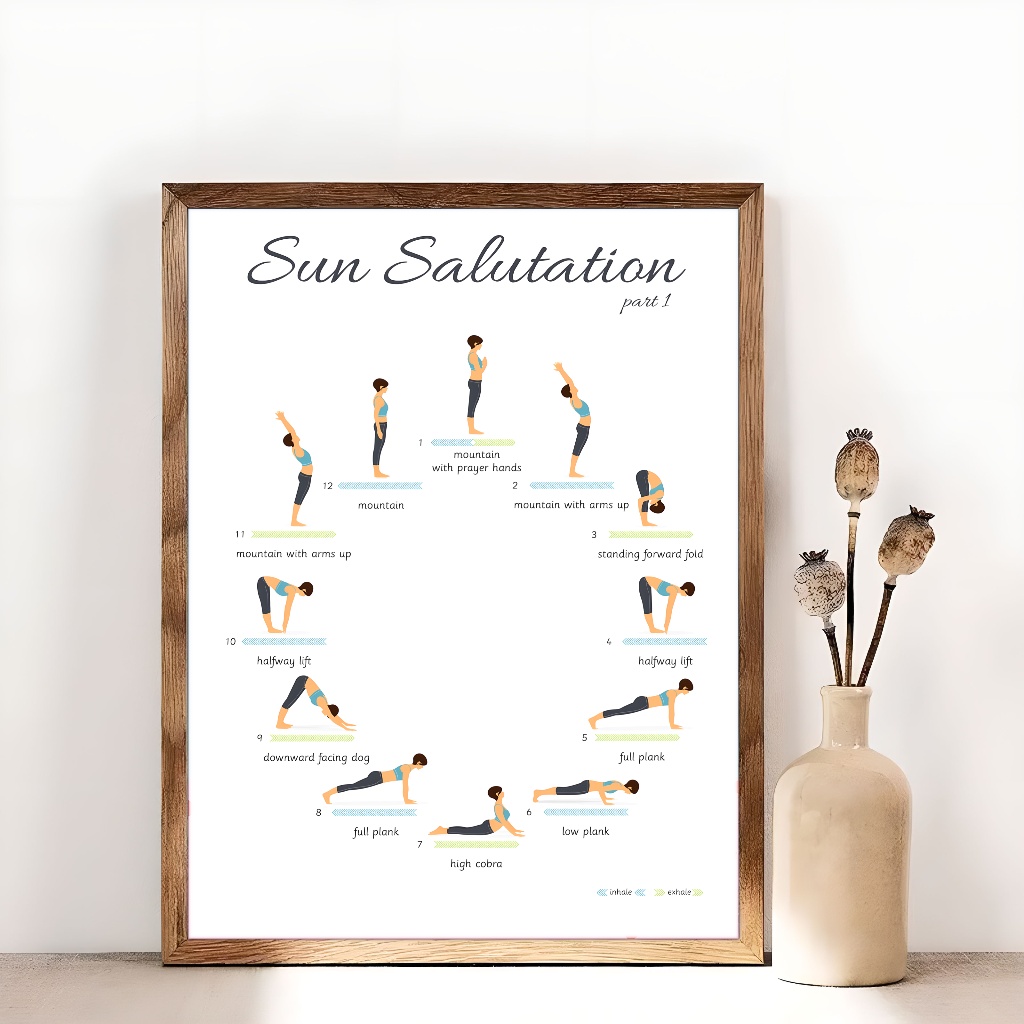 Sun Salutation
part 1
1
mountain
with prayer hands
2
mountain with arms up
3
standing forward fold
4
halfway lift
5
full plank
6
low plank
7
high cobra
8
full plank
9
downward facing dog
10
halfway lift
11
mountain with arms up
12
mountain
inhale
exhale